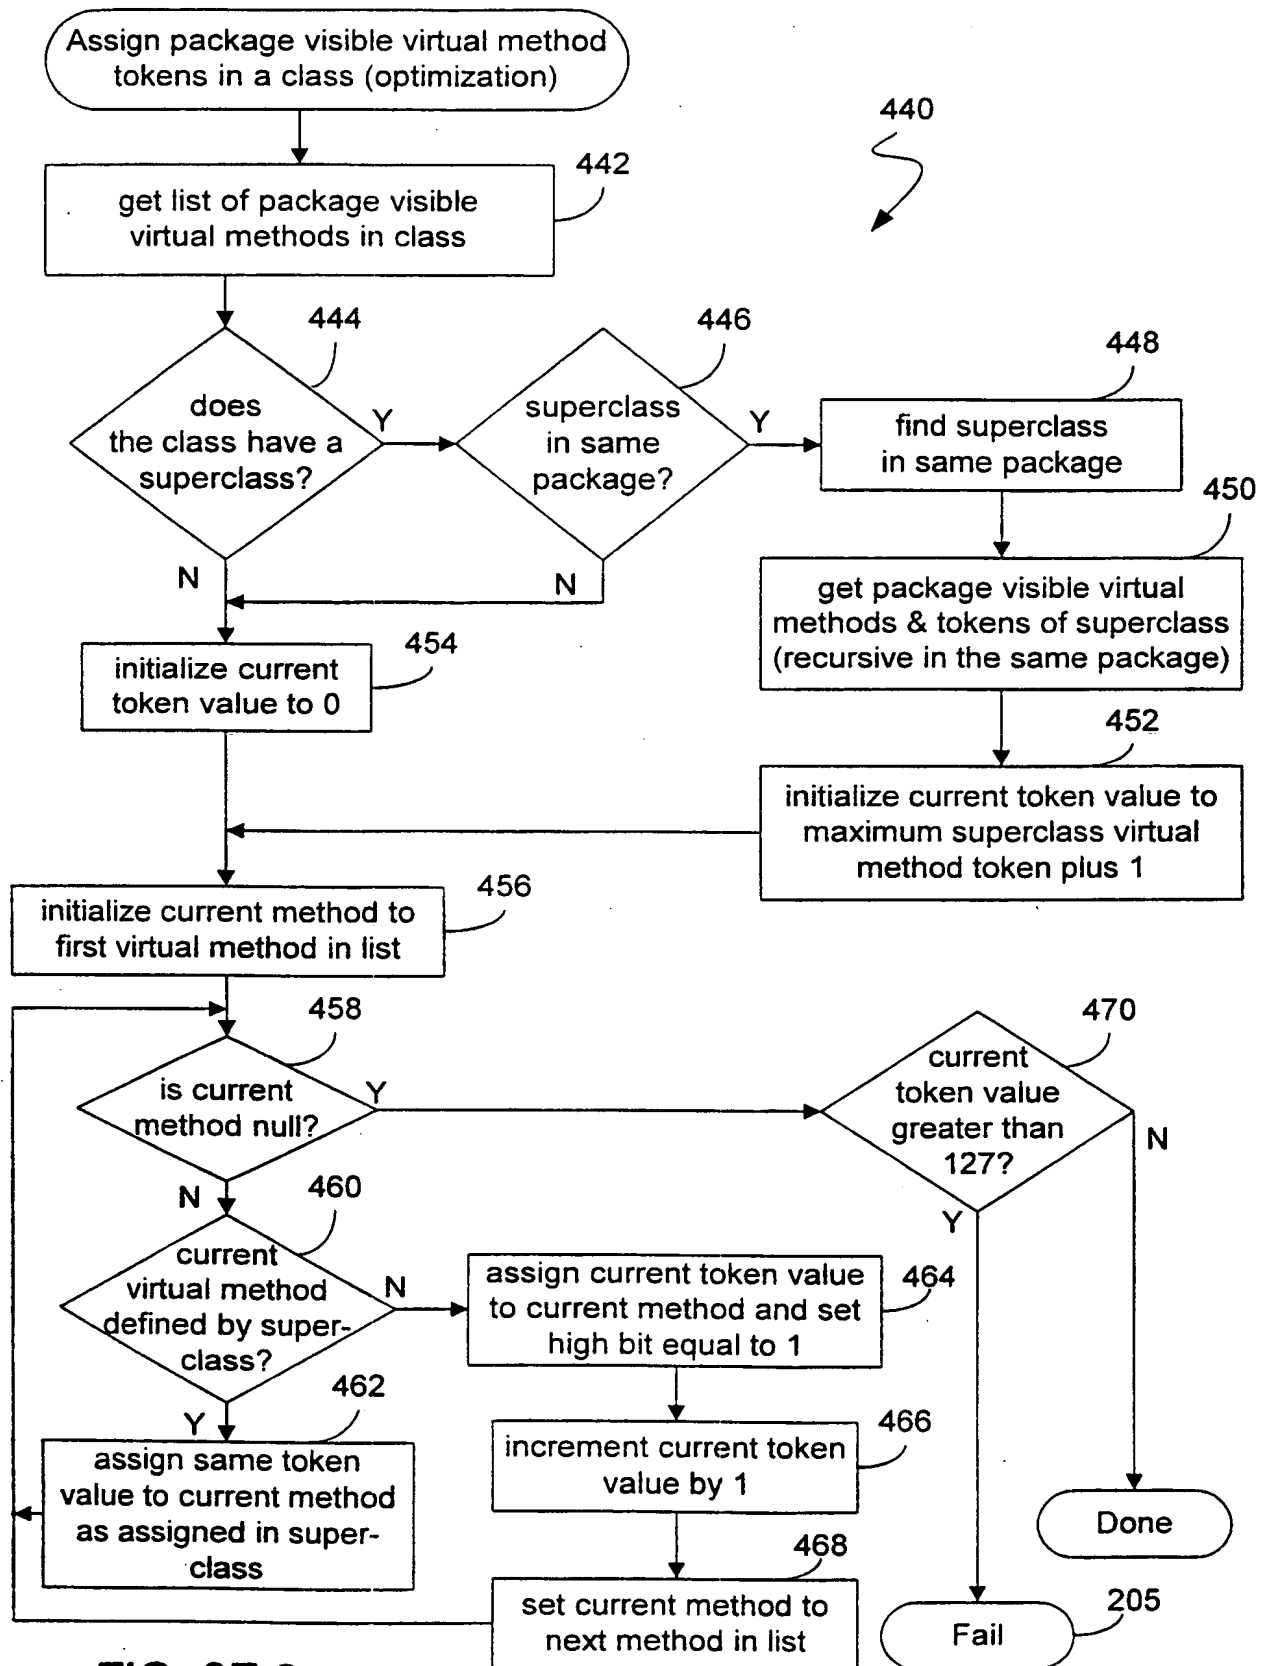 Assign package visible virtual method
tokens in a class (optimization)
440
442
get list of package visible
virtual methods in class
444
446
448
does
the class have a
superclass?
Y
superclass
in same
package?
Y
find superclass
in same package
450
N
N
get package visible virtual
methods & tokens of superclass
(recursive in the same package)
454
initialize current
token value to 0
452
initialize current token value to
maximum superclass virtual
method token plus 1
456
initialize current method to
first virtual method in list
458
470
is current
method null?
Y
current
token value
greater than
127?
N
N
460
Y
current
virtual method
defined by super-
class?
N
assign current token value
to current method and set
high bit equal to 1
464
462
Y
assign same token
value to current method
as assigned in super-
class
increment current token
value by 1
466
Done
468
set current method to
next method in list
Fail
205